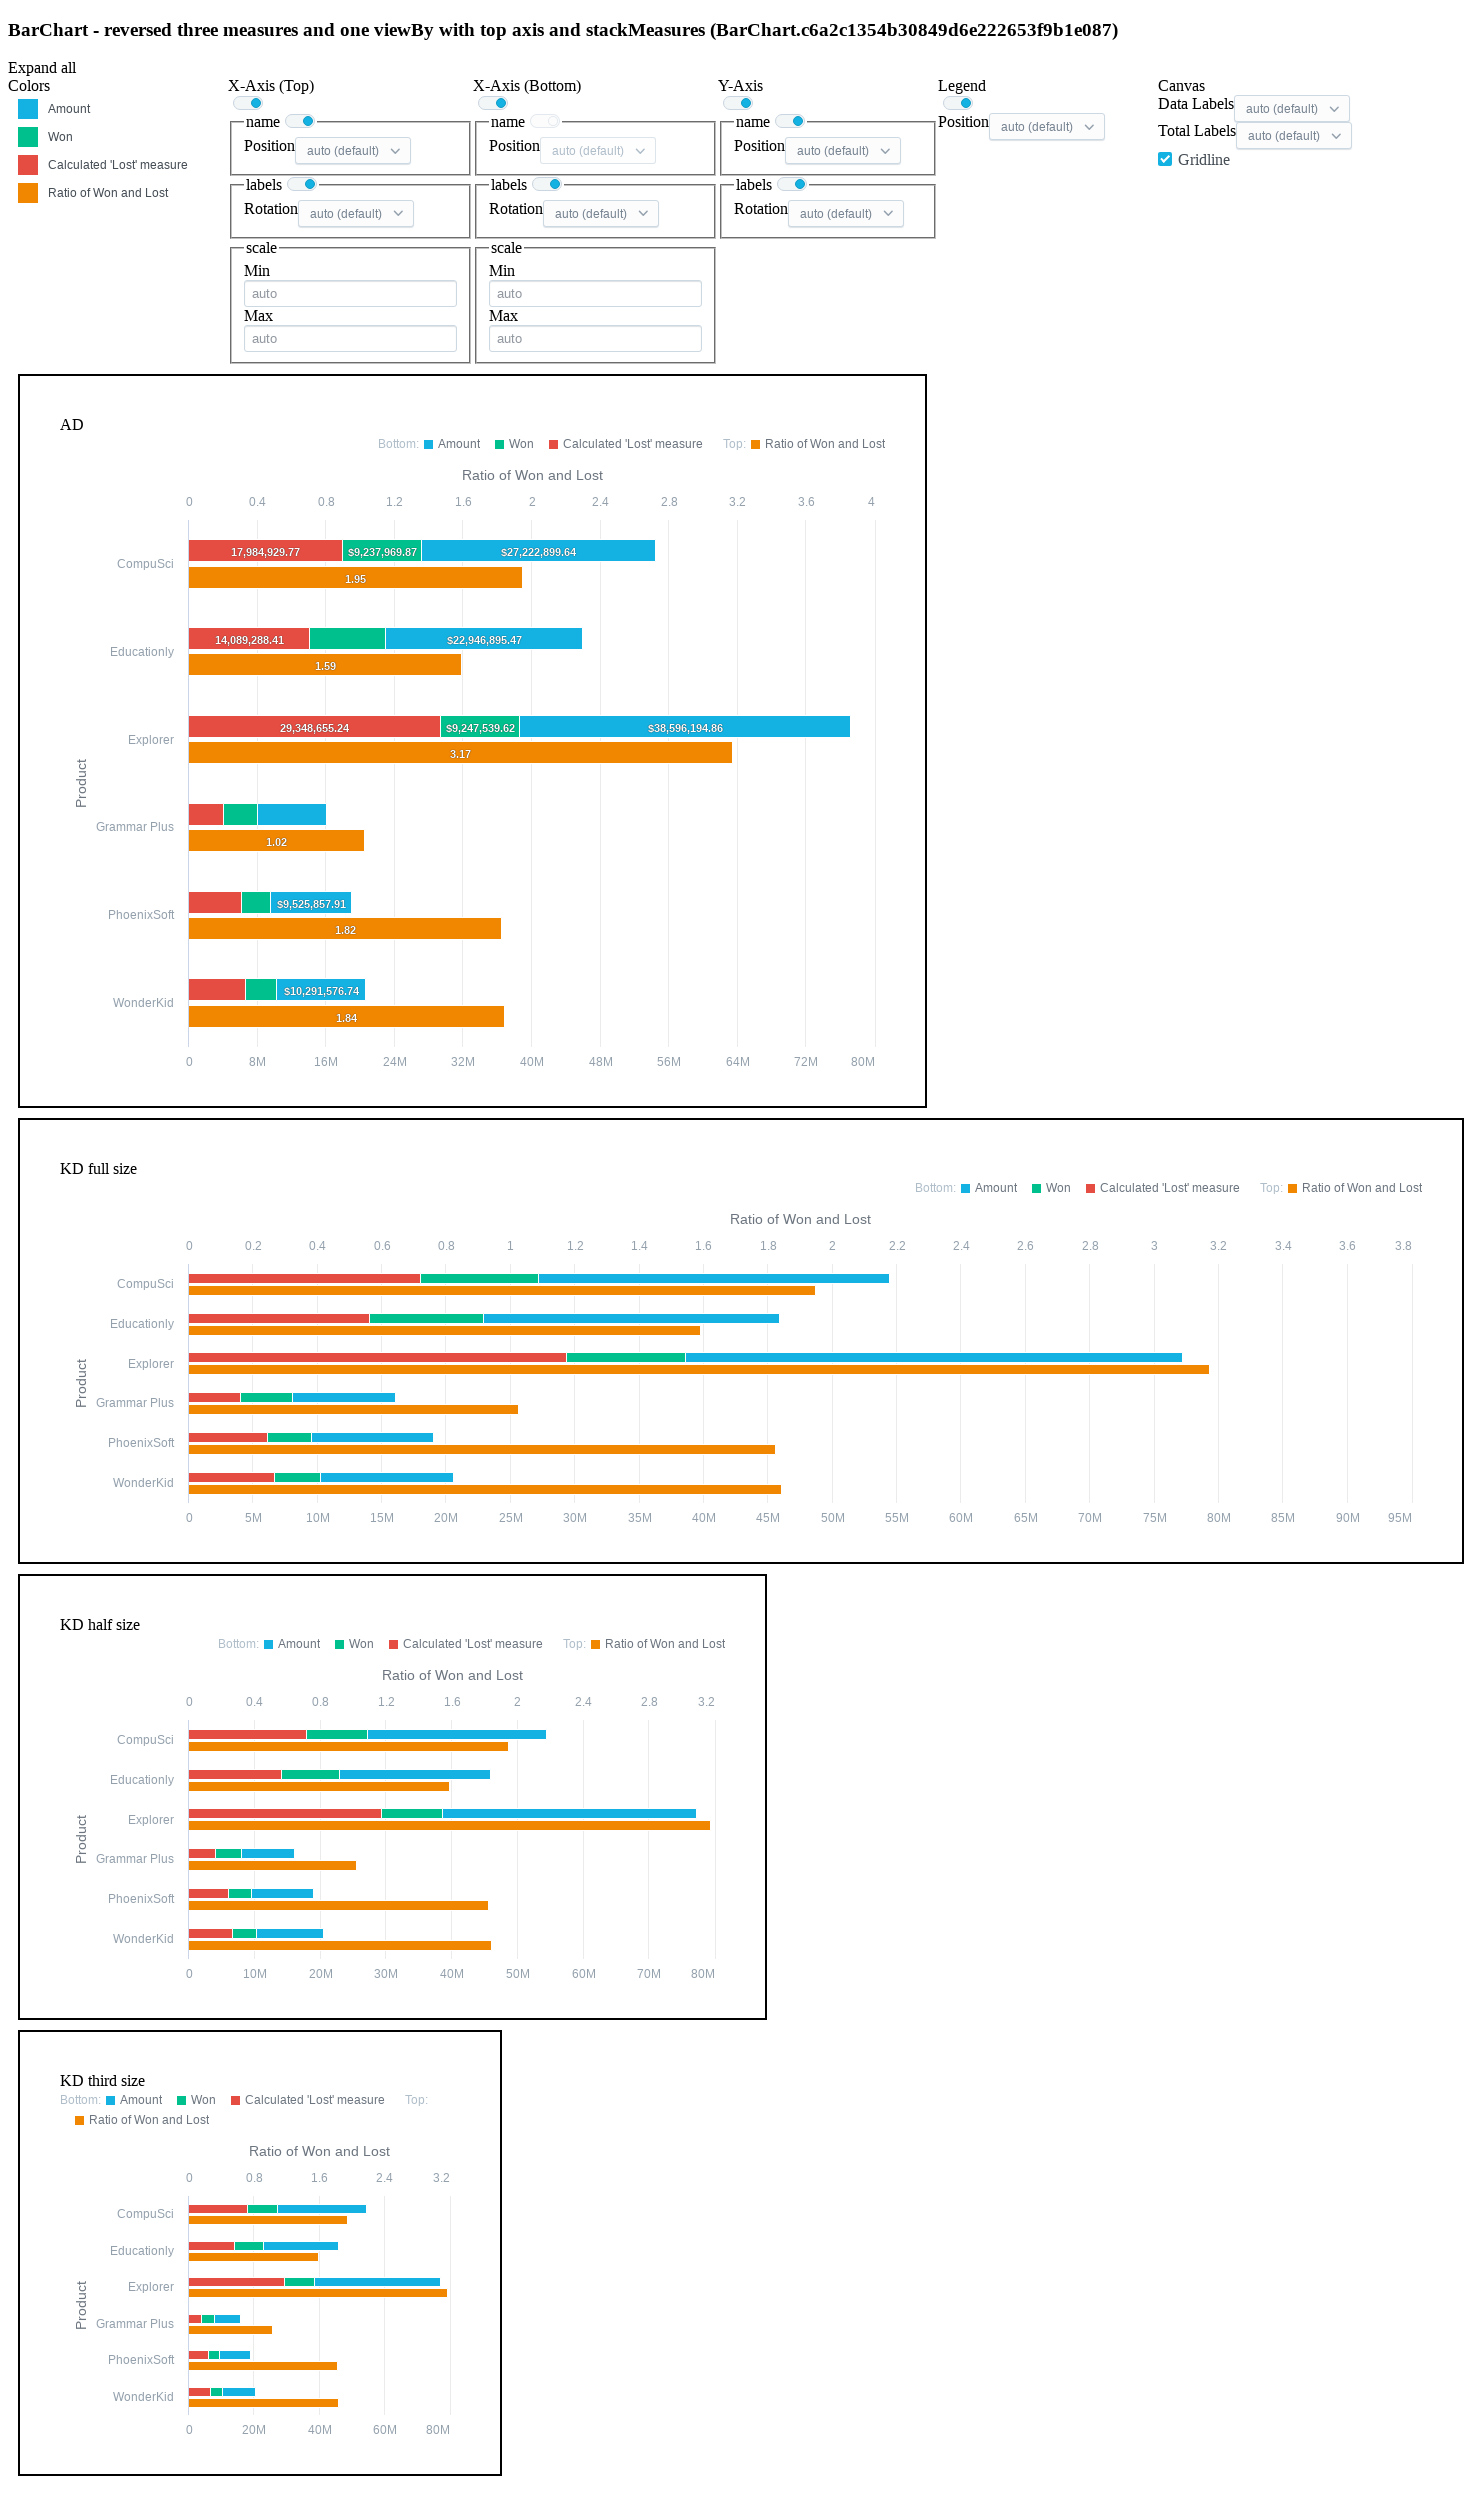 BarChart - reversed three measures and one viewBy with top axis and stackMeasures (BarChart.c6a2c1354b30849d6e222653f9b1e087)
Expand all
Colors
Amount
Won
Calculated 'Lost' measure
Ratio of Won and Lost
X-Axis (Top)
name
Position auto (default)
labels
Rotation auto (default)
scale
Min
auto
Max
auto
X-Axis (Bottom)
name
Position auto (default)
labels
Rotation auto (default)
scale
Min
auto
Max
auto
Y-Axis
name
Position auto (default)
labels
Rotation auto (default)
Legend
Position auto (default)
Canvas
Data Labels auto (default)
Total Labels auto (default)
Gridline
AD
Bottom: Amount Won Calculated 'Lost' measure Top: Ratio of Won and Lost
Ratio of Won and Lost
0 0.4 0.8 1.2 1.6 2 2.4 2.8 3.2 3.6 4
Product
CompuSci 17,984,929.77 $9,237,969.87 $27,222,899.64
1.95
Educationly 14,089,288.41 $22,946,895.47
1.59
Explorer 29,348,655.24 $9,247,539.62 $38,596,194.86
3.17
Grammar Plus
1.02
PhoenixSoft $9,525,857.91
1.82
WonderKid $10,291,576.74
1.84
0 8M 16M 24M 32M 40M 48M 56M 64M 72M 80M
KD full size
Bottom: Amount Won Calculated 'Lost' measure Top: Ratio of Won and Lost
Ratio of Won and Lost
0 0.2 0.4 0.6 0.8 1 1.2 1.4 1.6 1.8 2 2.2 2.4 2.6 2.8 3 3.2 3.4 3.6 3.8
Product
CompuSci
Educationly
Explorer
Grammar Plus
PhoenixSoft
WonderKid
0 5M 10M 15M 20M 25M 30M 35M 40M 45M 50M 55M 60M 65M 70M 75M 80M 85M 90M 95M
KD half size
Bottom: Amount Won Calculated 'Lost' measure Top: Ratio of Won and Lost
Ratio of Won and Lost
0 0.4 0.8 1.2 1.6 2 2.4 2.8 3.2
Product
CompuSci
Educationly
Explorer
Grammar Plus
PhoenixSoft
WonderKid
0 10M 20M 30M 40M 50M 60M 70M 80M
KD third size
Bottom: Amount Won Calculated 'Lost' measure Top:
Ratio of Won and Lost
Ratio of Won and Lost
0 0.8 1.6 2.4 3.2
Product
CompuSci
Educationly
Explorer
Grammar Plus
PhoenixSoft
WonderKid
0 20M 40M 60M 80M